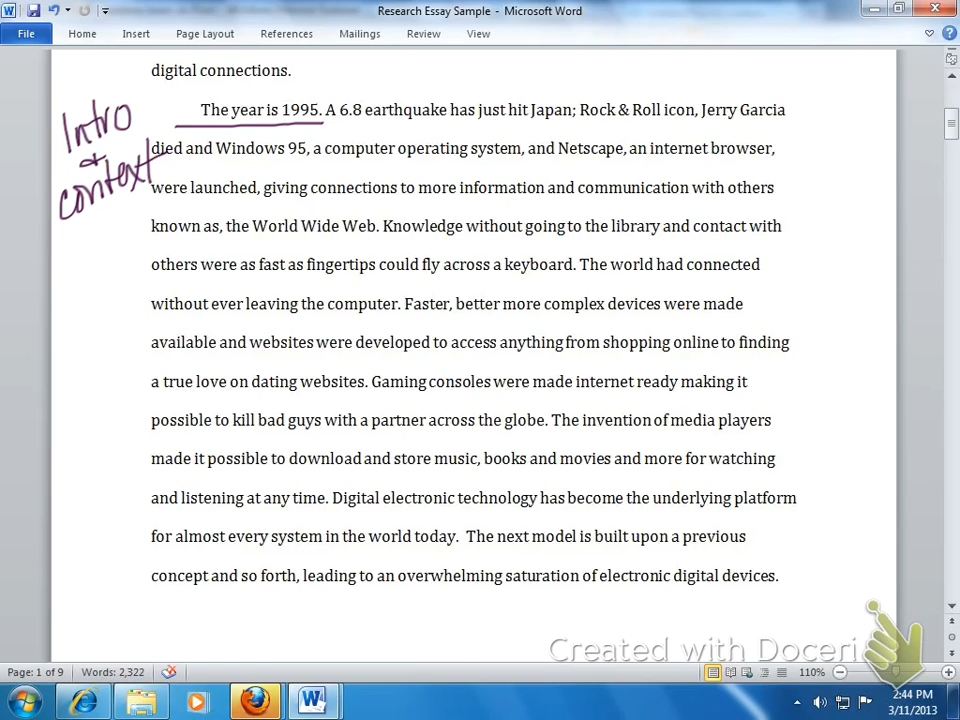 Research Essay Sample - Microsoft Word
File Home Insert Page Layout References Mailings Review View
digital connections.
The year is 1995. A 6.8 earthquake has just hit Japan; Rock & Roll icon, Jerry Garcia
died and Windows 95, a computer operating system, and Netscape, an internet browser,
were launched, giving connections to more information and communication with others
known as, the World Wide Web. Knowledge without going to the library and contact with
others were as fast as fingertips could fly across a keyboard. The world had connected
without ever leaving the computer. Faster, better more complex devices were made
available and websites were developed to access anything from shopping online to finding
a true love on dating websites. Gaming consoles were made internet ready making it
possible to kill bad guys with a partner across the globe. The invention of media players
made it possible to download and store music, books and movies and more for watching
and listening at any time. Digital electronic technology has become the underlying platform
for almost every system in the world today.  The next model is built upon a previous
concept and so forth, leading to an overwhelming saturation of electronic digital devices.
Intro
+
context
Created with Doceri
Page: 1 of 9 Words: 2,322 110%
2:44 PM
3/11/2013